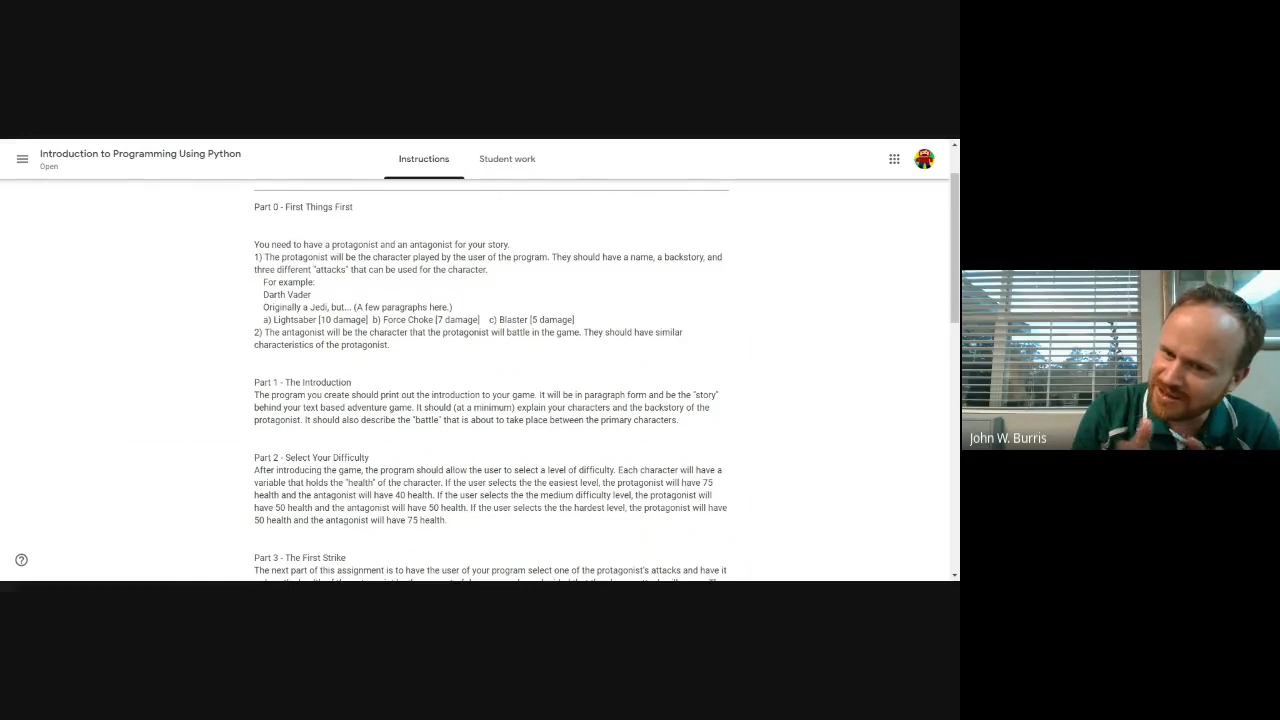 Introduction to Programming Using Python
Open
Instructions
Student work
Part 0 - First Things First
You need to have a protagonist and an antagonist for your story.
1) The protagonist will be the character played by the user of the program. They should have a name, a backstory, and
three different "attacks" that can be used for the character.
For example:
Darth Vader
Originally a Jedi, but... (A few paragraphs here.)
a) Lightsaber [10 damage] b) Force Choke [7 damage] c) Blaster [5 damage]
2) The antagonist will be the character that the protagonist will battle in the game. They should have similar
characteristics of the protagonist.
Part 1 - The Introduction
The program you create should print out the introduction to your game. It will be in paragraph form and be the "story"
behind your text based adventure game. It should (at a minimum) explain your characters and the backstory of the
protagonist. It should also describe the "battle" that is about to take place between the primary characters.
Part 2 - Select Your Difficulty
After introducing the game, the program should allow the user to select a level of difficulty. Each character will have a
variable that holds the "health" of the character. If the user selects the the easiest level, the protagonist will have 75
health and the antagonist will have 40 health. If the user selects the the medium difficulty level, the protagonist will
have 50 health and the antagonist will have 50 health. If the user selects the the hardest level, the protagonist will have
50 health and the antagonist will have 75 health.
Part 3 - The First Strike
The next part of this assignment is to have the user of your program select one of the protagonist's attacks and have it
John W. Burris